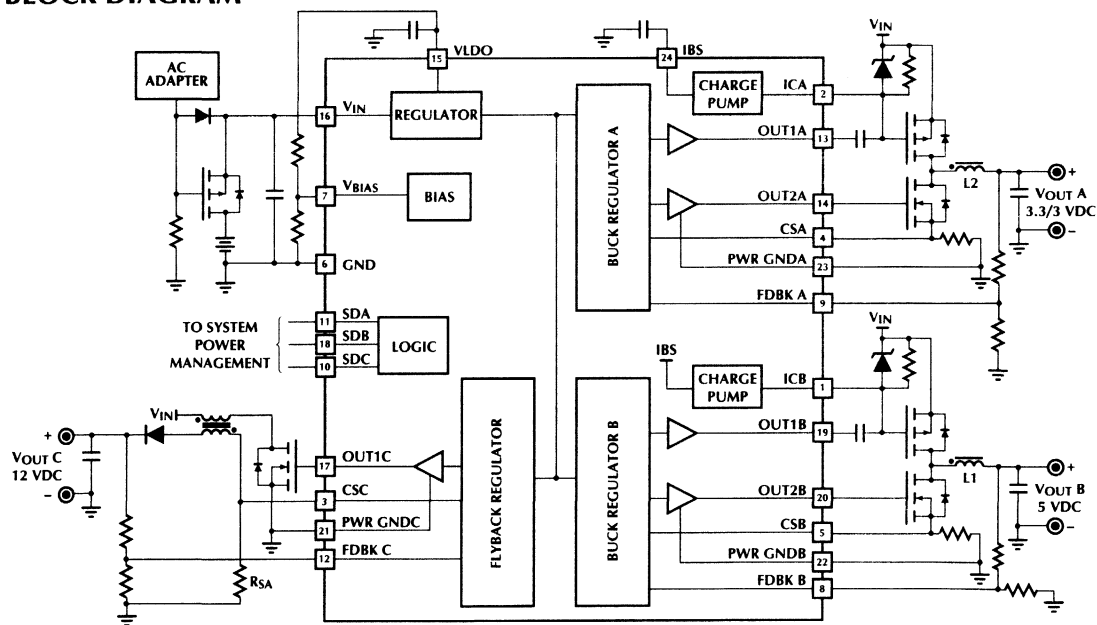 BLOCK DIAGRAM
AC
ADAPTER
15
VLDO
24
IBS
16
VIN
REGULATOR
7
VBIAS
BIAS
6
GND
TO SYSTEM
POWER
MANAGEMENT
11
SDA
18
SDB
10
SDC
LOGIC
BUCK REGULATOR A
CHARGE
PUMP
ICA
2
OUT1A
13
OUT2A
14
CSA
4
PWR GNDA
23
FDBK A
9
VIN
L2
+
VOUT A
3.3/3 VDC
–
BUCK REGULATOR B
IBS
CHARGE
PUMP
ICB
1
OUT1B
19
OUT2B
20
CSB
5
PWR GNDB
22
FDBK B
8
VIN
L1
+
VOUT B
5 VDC
–
FLYBACK REGULATOR
VIN
+
VOUT C
12 VDC
–
17
OUT1C
3
CSC
21
PWR GNDC
12
FDBK C
RSA